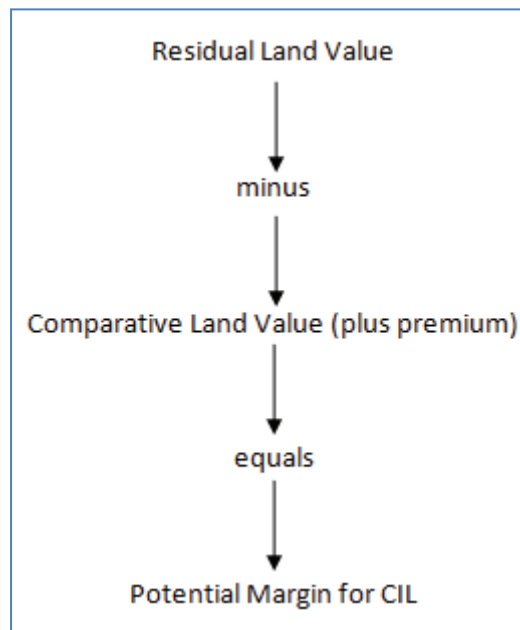 Residual Land Value
minus
Comparative Land Value (plus premium)
equals
Potential Margin for CIL